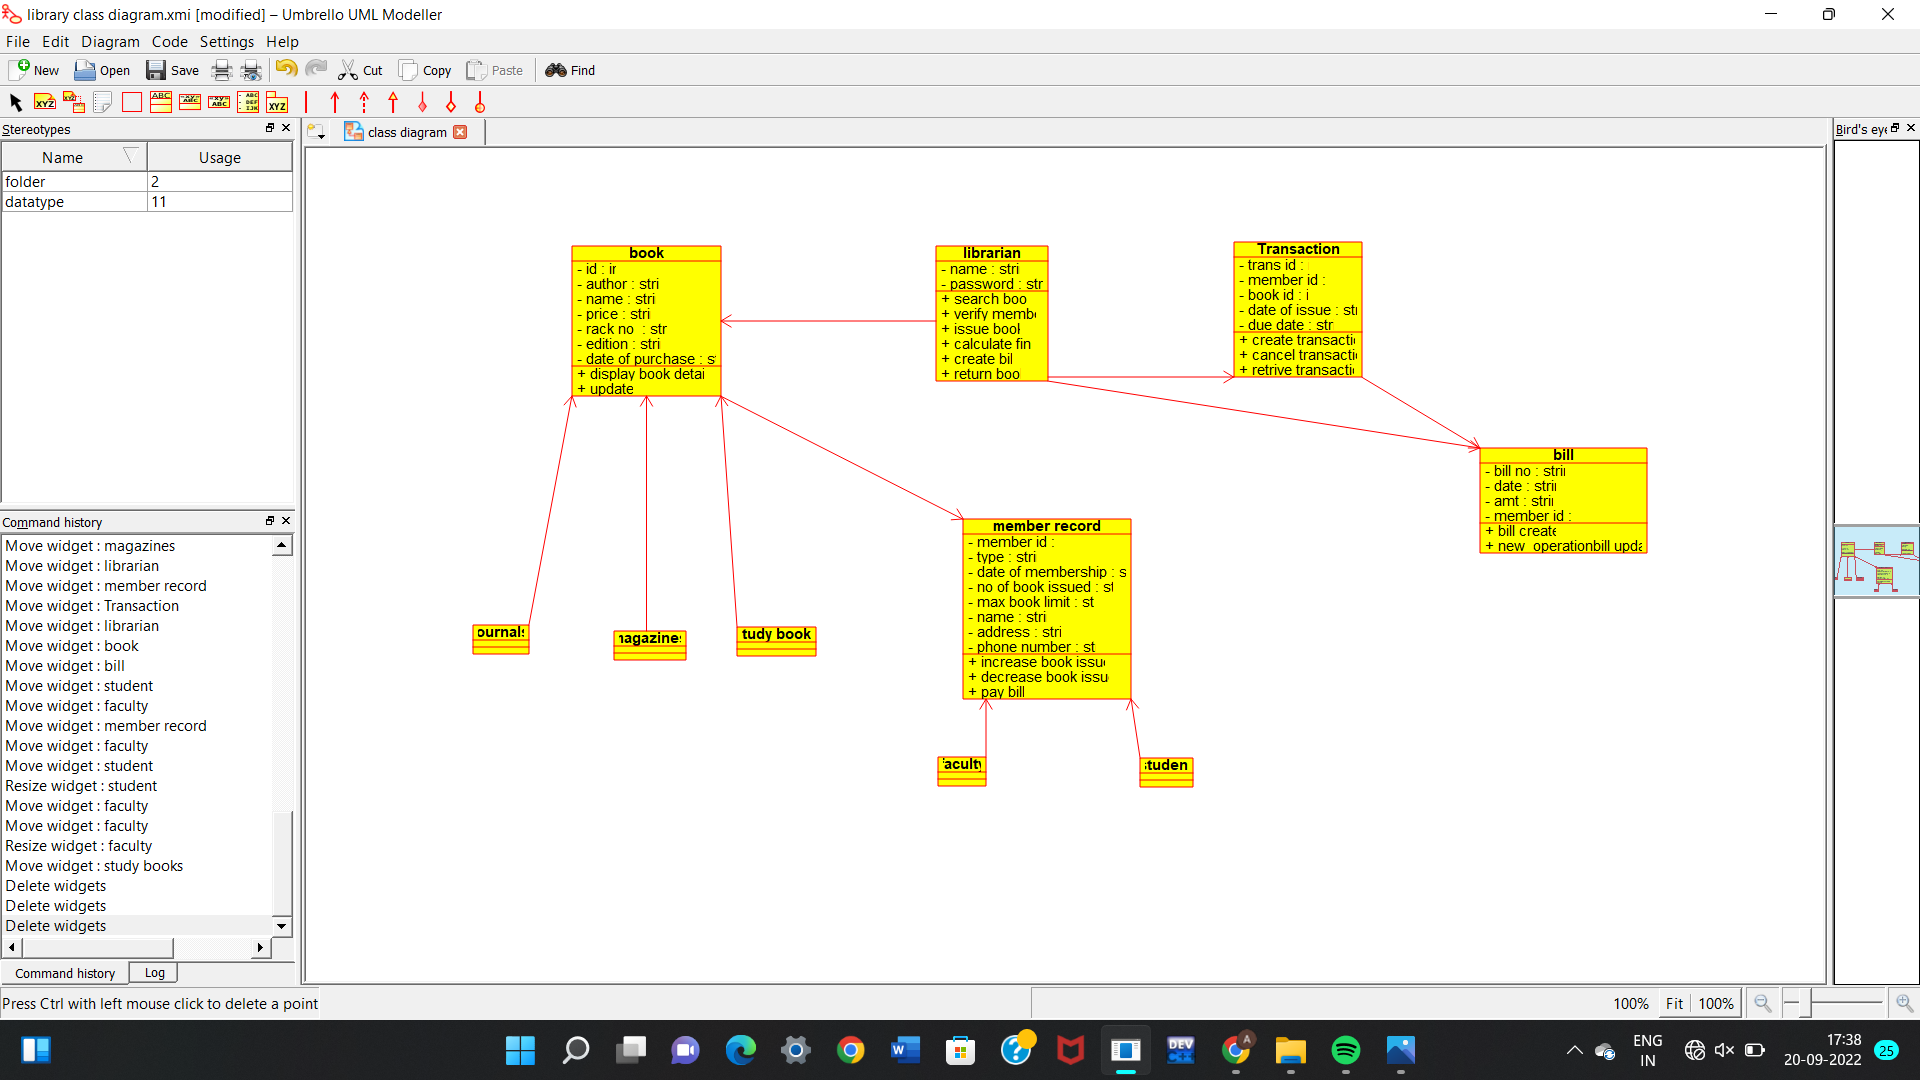 library class diagram.xmi [modified] – Umbrello UML Modeller
File Edit Diagram Code Settings Help
New Open Save Cut Copy Paste Find
Stereotypes
Name Usage
folder 2
datatype 11
Command history
Move widget : magazines
Move widget : librarian
Move widget : member record
Move widget : Transaction
Move widget : librarian
Move widget : book
Move widget : bill
Move widget : student
Move widget : faculty
Move widget : member record
Move widget : faculty
Move widget : student
Resize widget : student
Move widget : faculty
Move widget : faculty
Resize widget : faculty
Move widget : study books
Delete widgets
Delete widgets
Delete widgets
Command history Log
Press Ctrl with left mouse click to delete a point
class diagram
book
- id : ir
- author : stri
- name : stri
- price : stri
- rack no : str
- edition : stri
- date of purchase : s
+ display book detai
+ update
librarian
- name : stri
- password : str
+ search boo
+ verify membe
+ issue bool
+ calculate fin
+ create bil
+ return boo
Transaction
- trans id :
- member id :
- book id : i
- date of issue : stri
- due date : str
+ create transacti
+ cancel transacti
+ retrive transacti
bill
- bill no : strii
- date : strii
- amt : strii
- member id :
+ bill create
+ new_operationbill upda
member record
- member id :
- type : stri
- date of membership : s
- no of book issued : st
- max book limit : st
- name : stri
- address : stri
- phone number : st
+ increase book issu
+ decrease book issu
+ pay bill
ournals
nagazines
tudy book
aculty
studen
Bird's eye
100% Fit 100%
DEV C++
A
ENG
IN
17:38
20-09-2022
25